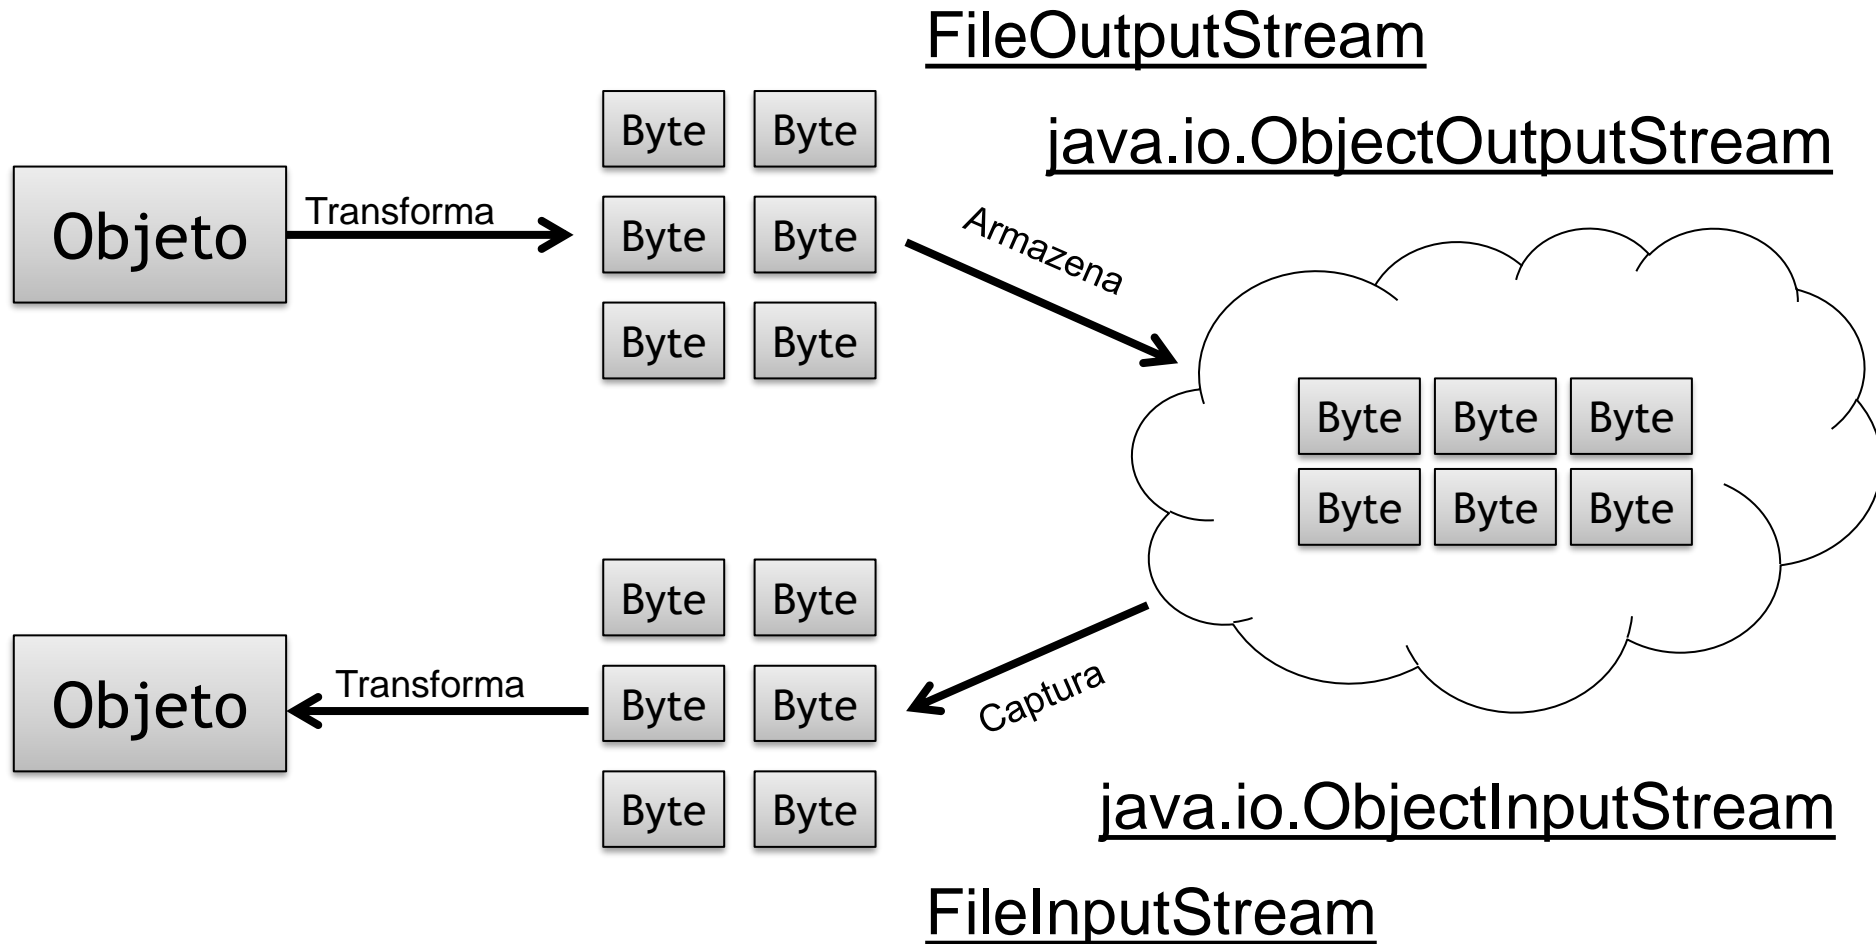 FileOutputStream
java.io.ObjectOutputStream
Byte Byte
Objeto
Transforma
Byte Byte
Armazena
Byte Byte
Byte Byte Byte
Byte Byte Byte
Byte Byte
Objeto
Transforma
Byte Byte
Captura
Byte Byte
java.io.ObjectInputStream
FileInputStream